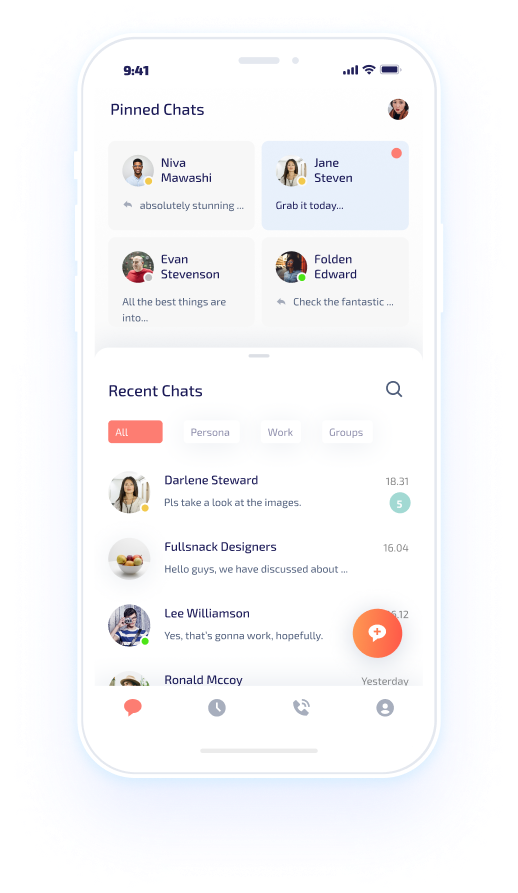 9:41
Pinned Chats
Niva
Mawashi
absolutely stunning ...
Jane
Steven
Grab it today...
Evan
Stevenson
All the best things are
into...
Folden
Edward
Check the fantastic ...
Recent Chats
All
Persona
Work
Groups
Darlene Steward
18.31
Pls take a look at the images.
5
Fullsnack Designers
16.04
Hello guys, we have discussed about ...
Lee Williamson
6.12
Yes, that's gonna work, hopefully.
Ronald Mccoy
Yesterday